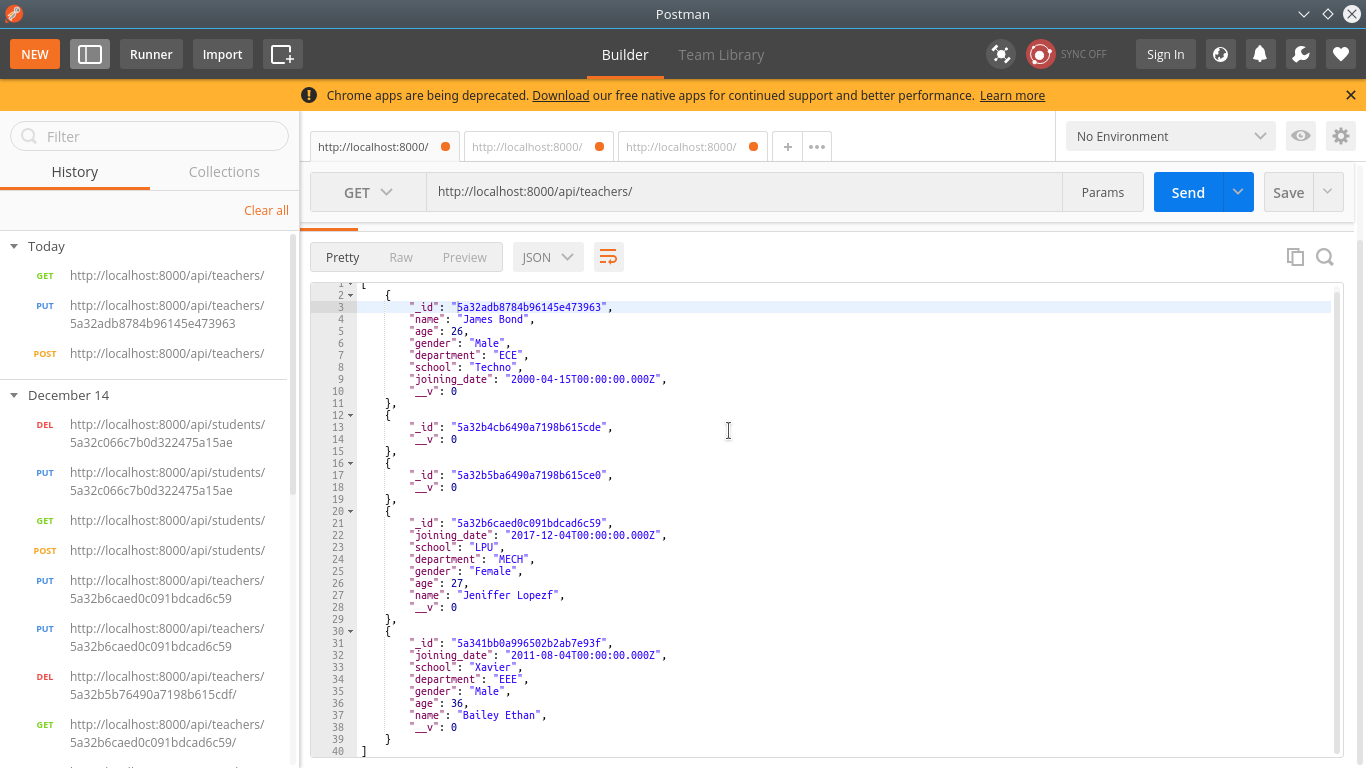 Postman
NEW
Runner
Import
Builder
Team Library
SYNC OFF
Sign In
Chrome apps are being deprecated. Download our free native apps for continued support and better performance. Learn more
Filter
History
Collections
Clear all
Today
GET http://localhost:8000/api/teachers/
PUT http://localhost:8000/api/teachers/
5a32adb8784b96145e473963
POST http://localhost:8000/api/teachers/
December 14
DEL http://localhost:8000/api/students/
5a32c066c7b0d322475a15ae
PUT http://localhost:8000/api/students/
5a32c066c7b0d322475a15ae
GET http://localhost:8000/api/students/
POST http://localhost:8000/api/students/
PUT http://localhost:8000/api/teachers/
5a32b6caed0c091bdcad6c59
PUT http://localhost:8000/api/teachers/
5a32b6caed0c091bdcad6c59
DEL http://localhost:8000/api/teachers/
5a32b5b76490a7198b615cdf/
GET http://localhost:8000/api/teachers/
5a32b6caed0c091bdcad6c59/
http://localhost:8000/
http://localhost:8000/
http://localhost:8000/
No Environment
GET
http://localhost:8000/api/teachers/
Params
Send
Save
Pretty
Raw
Preview
JSON
1 [
2 {
3 "_id": "5a32adb8784b96145e473963",
4 "name": "James Bond",
5 "age": 26,
6 "gender": "Male",
7 "department": "ECE",
8 "school": "Techno",
9 "joining_date": "2000-04-15T00:00:00.000Z",
10 "__v": 0
11 },
12 {
13 "_id": "5a32b4cb6490a7198b615cde",
14 "__v": 0
15 },
16 {
17 "_id": "5a32b5ba6490a7198b615ce0",
18 "__v": 0
19 },
20 {
21 "_id": "5a32b6caed0c091bdcad6c59",
22 "joining_date": "2017-12-04T00:00:00.000Z",
23 "school": "LPU",
24 "department": "MECH",
25 "gender": "Female",
26 "age": 27,
27 "name": "Jeniffer Lopezf",
28 "__v": 0
29 },
30 {
31 "_id": "5a341bb0a996502b2ab7e93f",
32 "joining_date": "2011-08-04T00:00:00.000Z",
33 "school": "Xavier",
34 "department": "EEE",
35 "gender": "Male",
36 "age": 36,
37 "name": "Bailey Ethan",
38 "__v": 0
39 }
40 ]